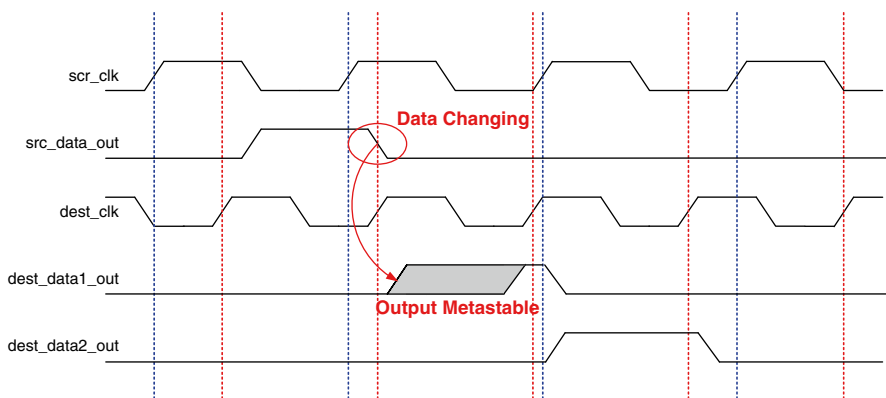 scr_clk
Data Changing
src_data_out
dest_clk
dest_data1_out
Output Metastable
dest_data2_out